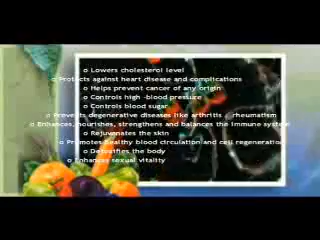 o Lowers cholesterol level
o Protects against heart disease and complications
o Helps prevent cancer of any origin
o Controls high -blood pressure
o Controls blood sugar
o Prevents degenerative diseases like arthritis , rheumatism
o Enhances, nourishes, strengthens and balances the immune system
o Rejuvenates the skin
o Promotes healthy blood circulation and cell regeneration
o Detoxifies the body
o Enhances sexual vitality